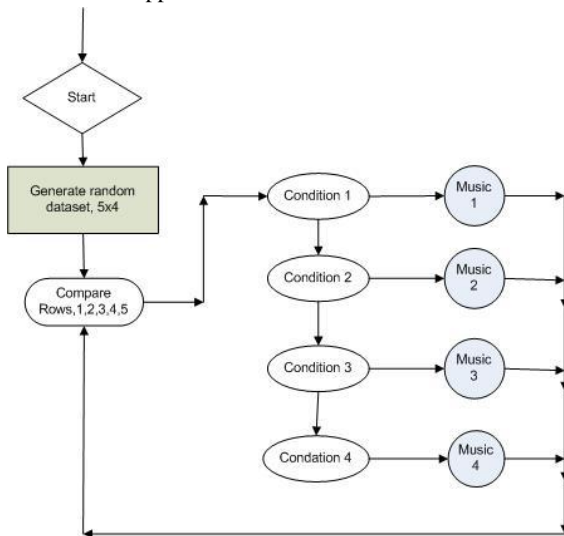 Start
Generate random
dataset, 5x4
Compare
Rows,1,2,3,4,5
Condition 1
Music
1
Condition 2
Music
2
Condition 3
Music
3
Condation 4
Music
4